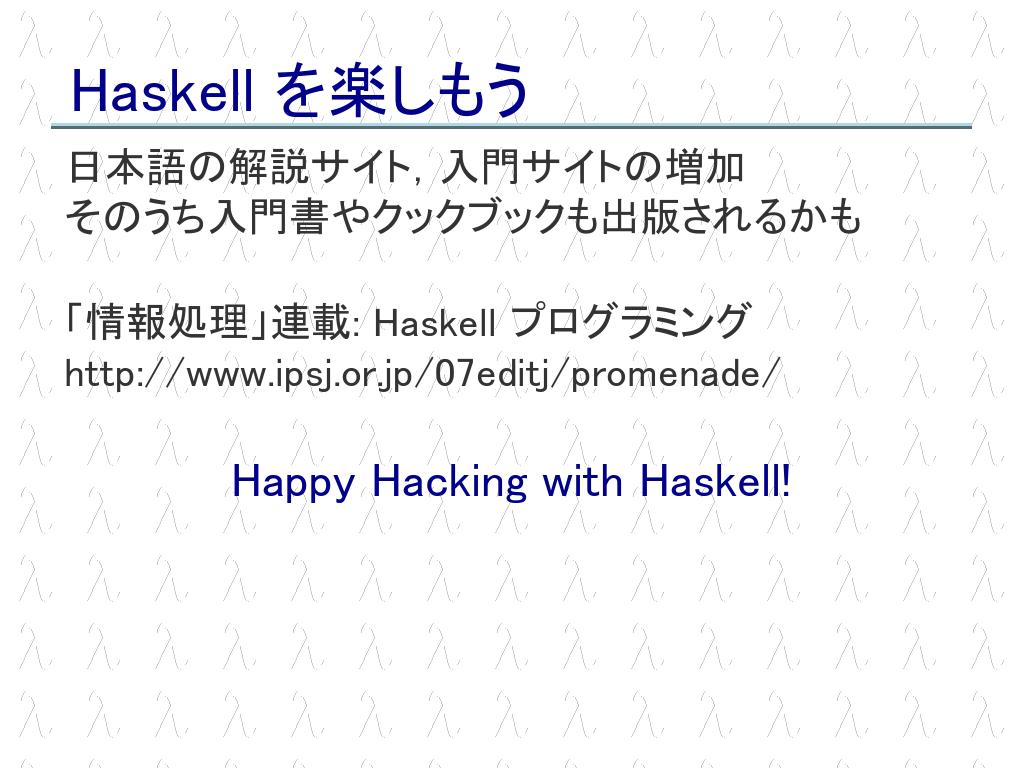 Haskell を楽しもう
日本語の解説サイト, 入門サイトの増加
そのうち入門書やクックブックも出版されるかも
「情報処理」連載: Haskell プログラミング
http://www.ipsj.or.jp/07editj/promenade/
Happy Hacking with Haskell!